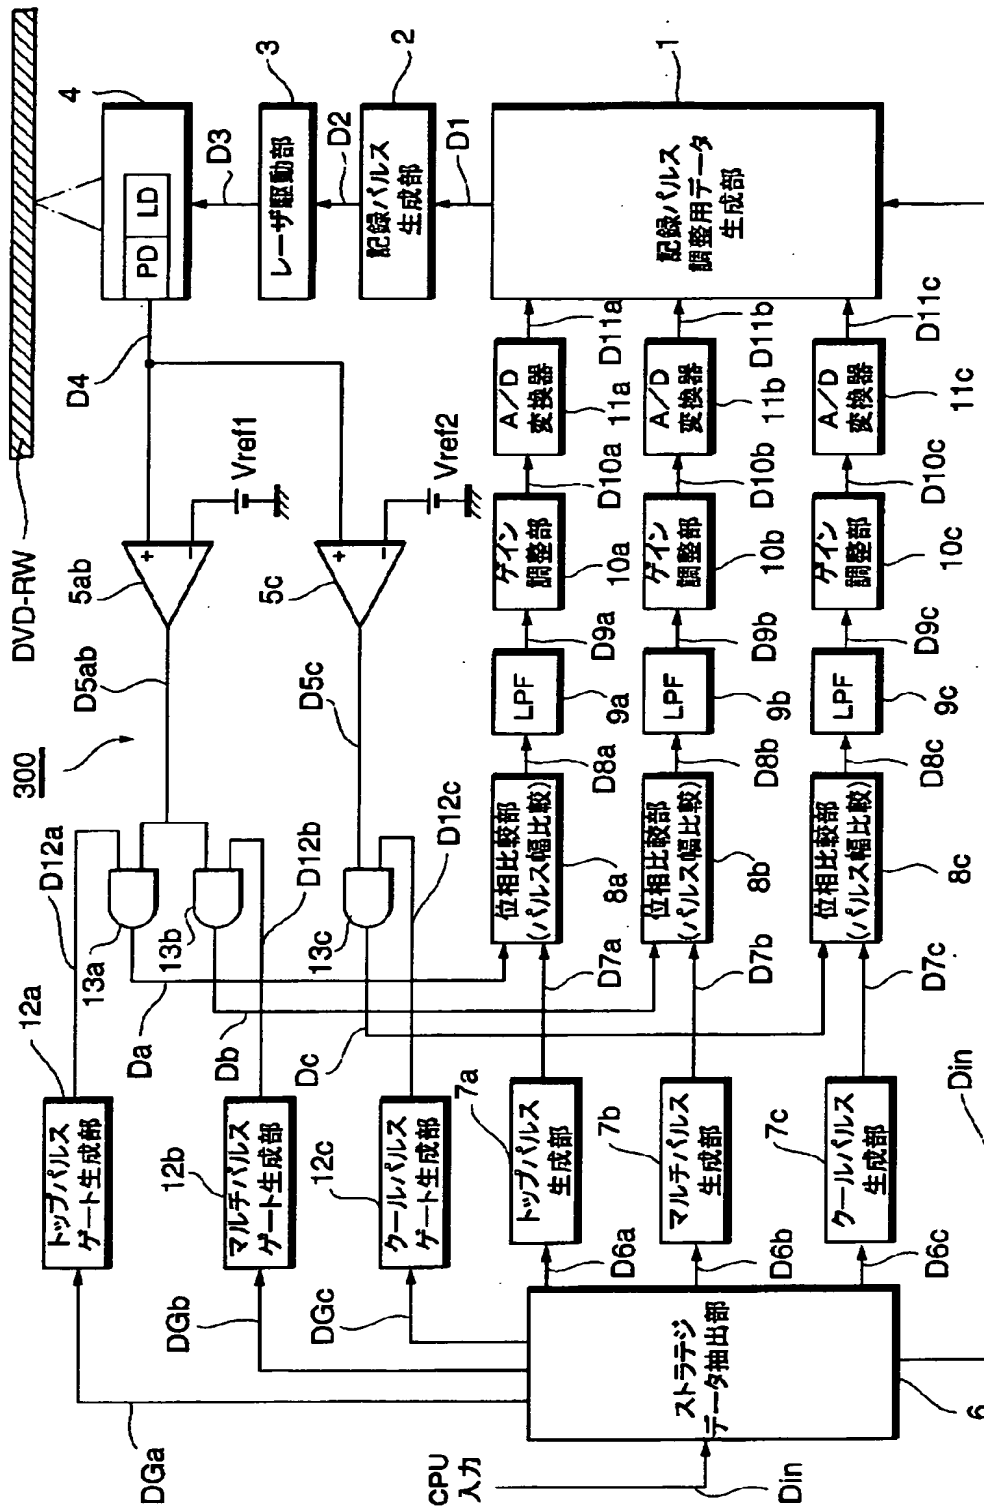 DVD-RW
4
PD
LD
D4
D3
3
レーザ駆動部
D2
2
記録パルス
生成部
D1
1
記録パルス
調整用データ
生成部
300
5ab
D5ab
+
−
Vref1
5c
D5c
+
−
Vref2
12a
トップパルス
ゲート生成部
D12a
13a
Da
12b
マルチパルス
ゲート生成部
D12b
13b
Db
12c
クールパルス
ゲート生成部
D12c
13c
Dc
DGa
DGb
DGc
CPU
入力
Din
ストラテジ
データ抽出部
6
Din
D6a
7a
トップパルス
生成部
D7a
位相比較部
(パルス幅比較)
8a
D8a
LPF
9a
D9a
ゲイン
調整部
10a
D10a
A/D
変換器
11a
D11a
D6b
7b
マルチパルス
生成部
D7b
位相比較部
(パルス幅比較)
8b
D8b
LPF
9b
D9b
ゲイン
調整部
10b
D10b
A/D
変換器
11b
D11b
D6c
7c
クールパルス
生成部
D7c
位相比較部
(パルス幅比較)
8c
D8c
LPF
9c
D9c
ゲイン
調整部
10c
D10c
A/D
変換器
11c
D11c